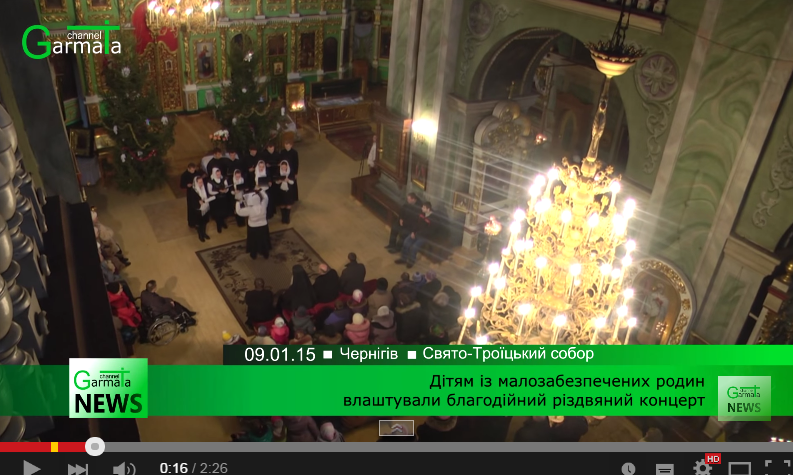 channel
Garmata
09.01.15 ■ Чернігів ■ Свято-Троїцький собор
channel
Garmata
NEWS
Дітям із малозабезпечених родин
влаштували благодійний різдвяний концерт
channel
Garmata
NEWS
0:16 / 2:26
HD